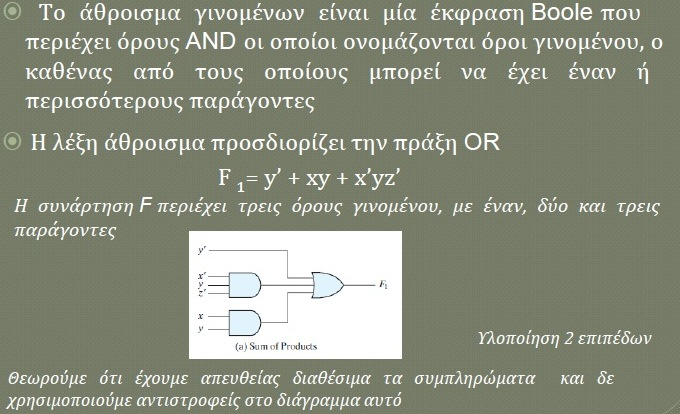 Το άθροισμα γινομένων είναι μία έκφραση Boole που
περιέχει όρους AND οι οποίοι ονομάζονται όροι γινομένου, ο
καθένας από τους οποίους μπορεί να έχει έναν ή
περισσότερους παράγοντες
Η λέξη άθροισμα προσδιορίζει την πράξη OR
F 1= y’ + xy + x’yz’
Η συνάρτηση F περιέχει τρεις όρους γινομένου, με έναν, δύο και τρεις
παράγοντες
y'
x'
y
z'
F1
x
y
(a) Sum of Products
Υλοποίηση 2 επιπέδων
Θεωρούμε ότι έχουμε απευθείας διαθέσιμα τα συμπληρώματα και δε
χρησιμοποιούμε αντιστροφείς στο διάγραμμα αυτό